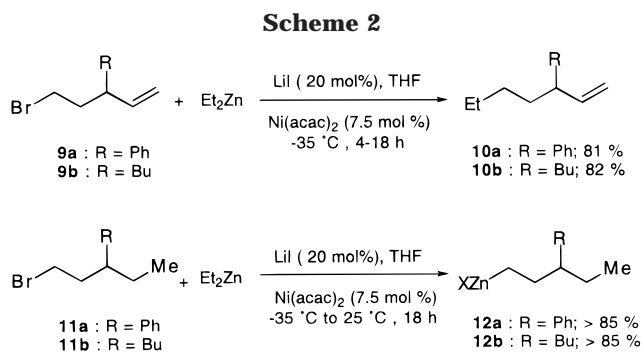 Scheme 2
R
Br
+ Et2Zn
LiI ( 20 mol%), THF
Ni(acac)2 (7.5 mol %)
-35 ˚C , 4-18 h
R
Et
9a : R = Ph
9b : R = Bu
10a : R = Ph; 81 %
10b : R = Bu; 82 %
R
Br
Me
+ Et2Zn
LiI ( 20 mol%), THF
Ni(acac)2 (7.5 mol %)
-35 ˚C to 25 ˚C , 18 h
R
XZn
Me
11a : R = Ph
11b : R = Bu
12a : R = Ph; > 85 %
12b : R = Bu; > 85 %